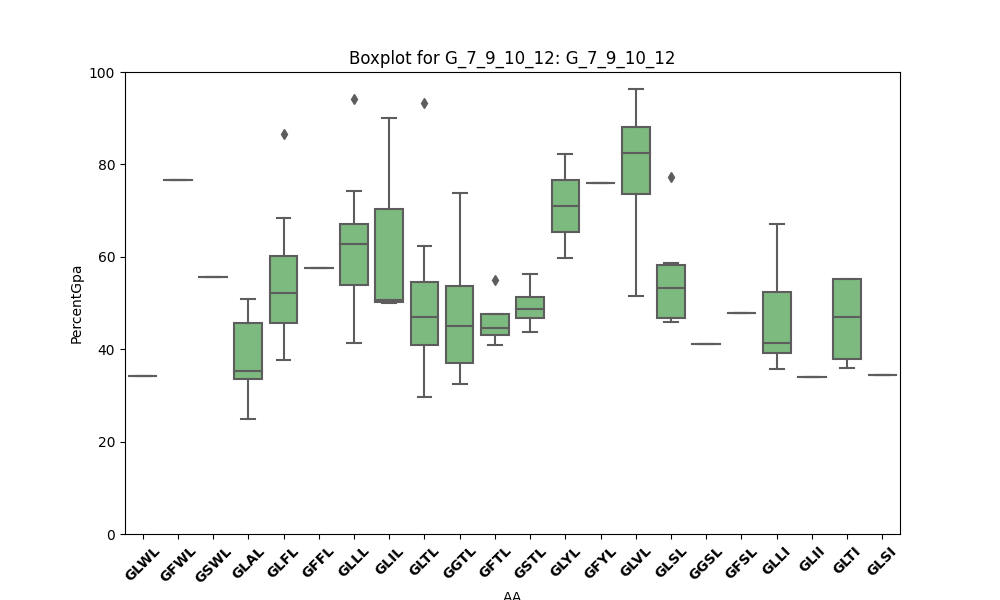 Boxplot for G_7_9_10_12: G_7_9_10_12
100
80
60
40
20
0
PercentGpa
GLWL GFWL GSWL GLAL GLFL GFFL GLLL GLIL GLTL GGTL GFTL GSTL GLYL GFYL GLVL GLSL GGSL GFSL GLLI GLII GLTI GLSI
AA